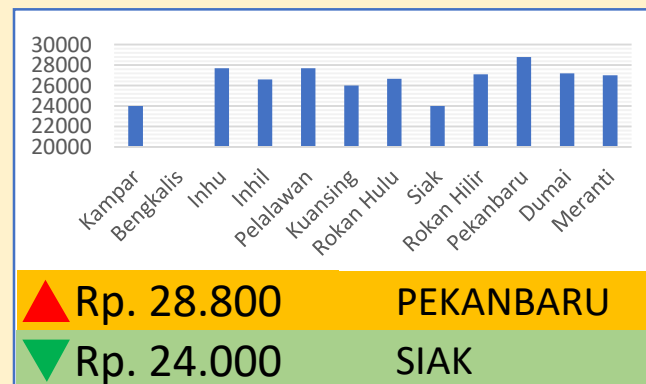 30000
28000
26000
24000
22000
20000
Kampar
Bengkalis
Inhu
Inhil
Pelalawan
Kuansing
Rokan Hulu
Siak
Rokan Hilir
Pekanbaru
Dumai
Meranti
Rp. 28.800 PEKANBARU
Rp. 24.000 SIAK